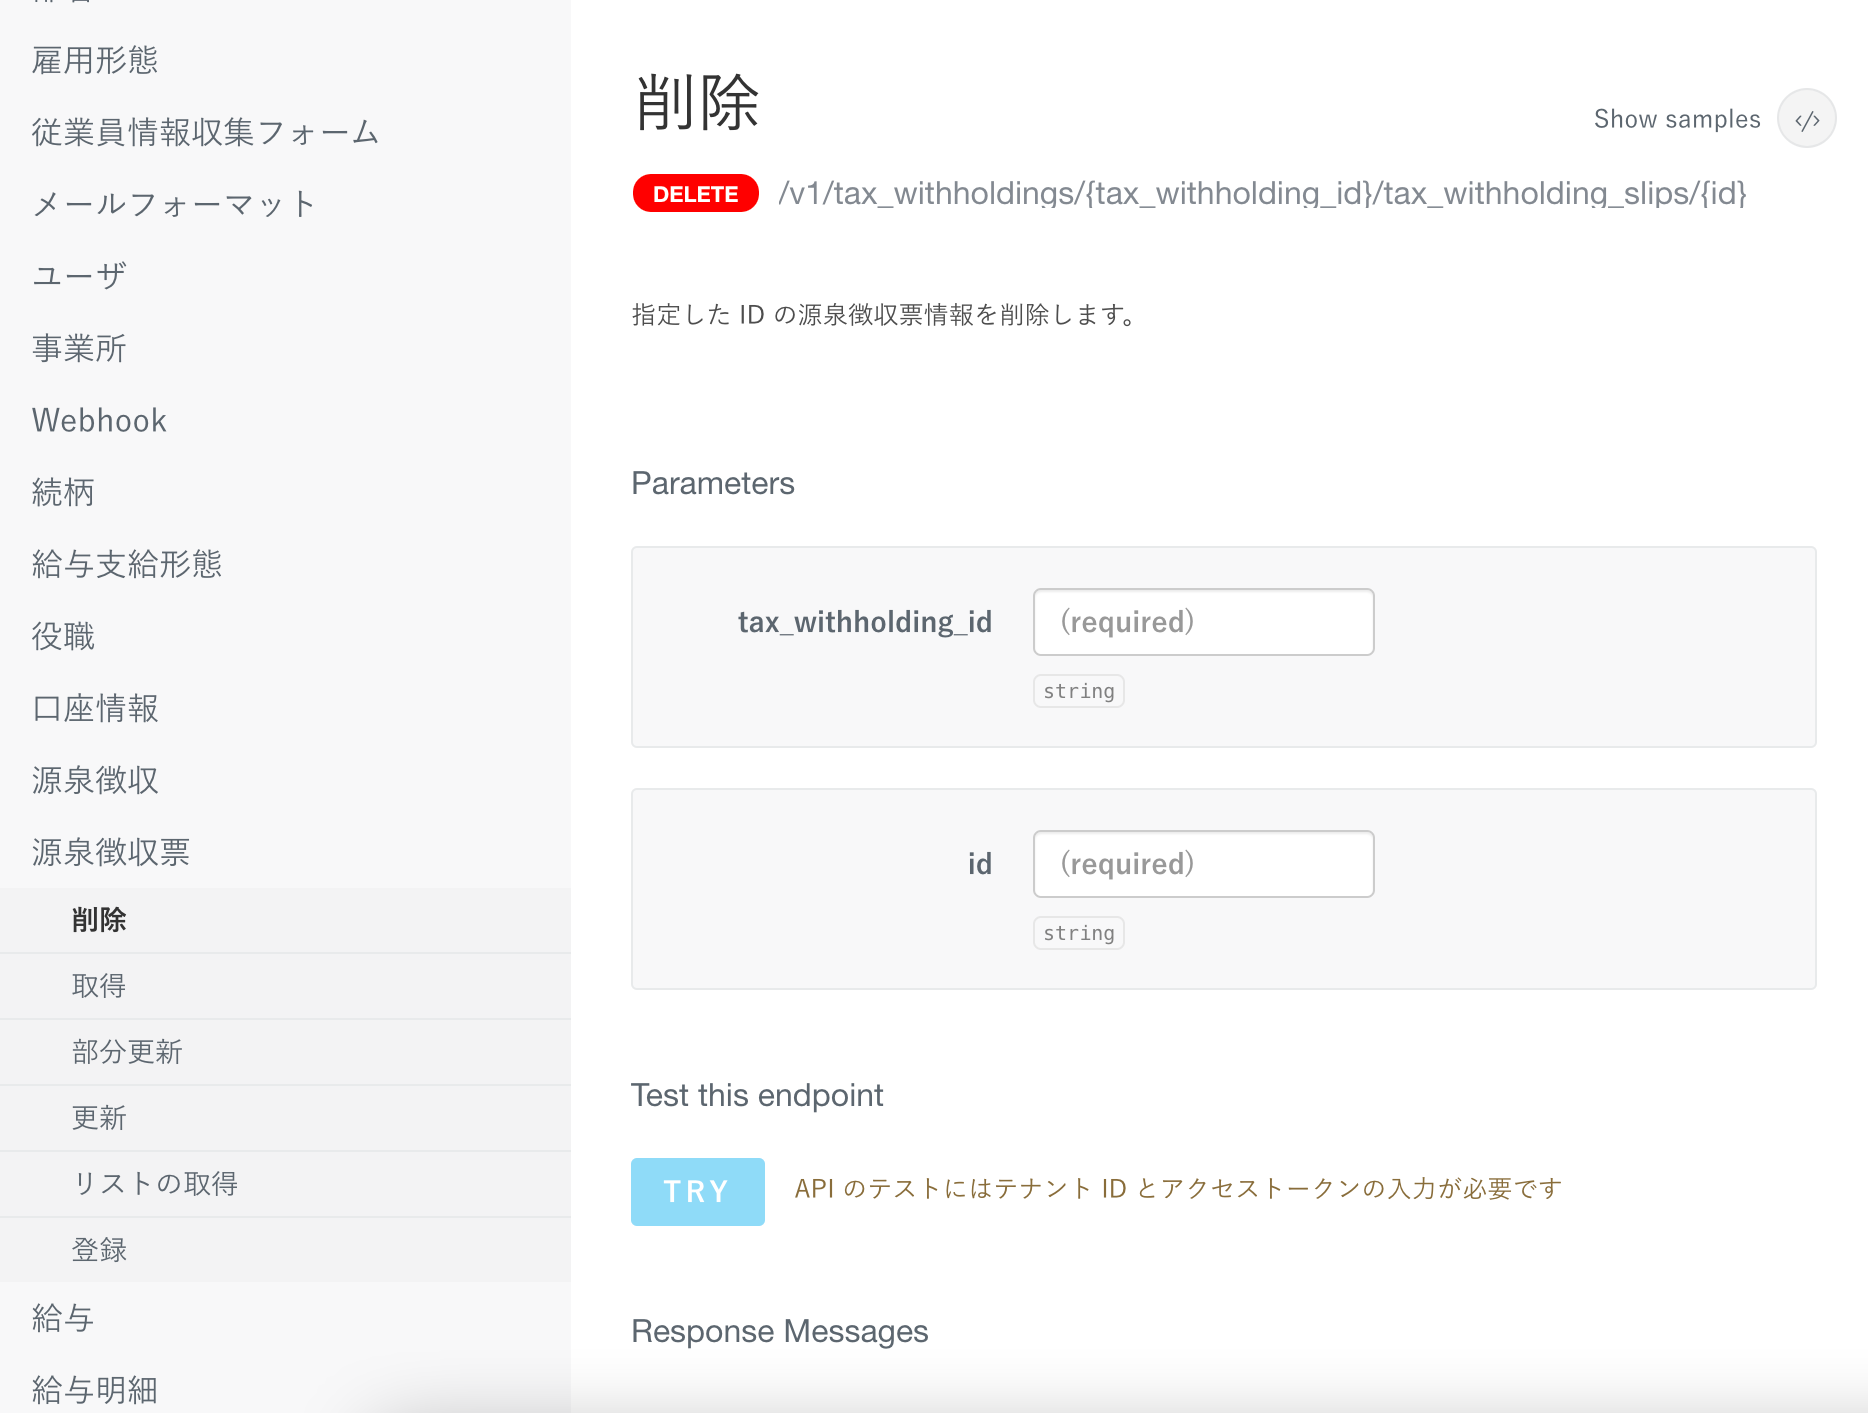 雇用形態
従業員情報収集フォーム
メールフォーマット
ユーザ
事業所
Webhook
続柄
給与支給形態
役職
口座情報
源泉徴収
源泉徴収票
削除
取得
部分更新
更新
リストの取得
登録
給与
給与明細
削除
Show samples </>
DELETE /v1/tax_withholdings/{tax_withholding_id}/tax_withholding_slips/{id}
指定した ID の源泉徴収票情報を削除します。
Parameters
tax_withholding_id (required)
string
id (required)
string
Test this endpoint
TRY API のテストにはテナント ID とアクセストークンの入力が必要です
Response Messages